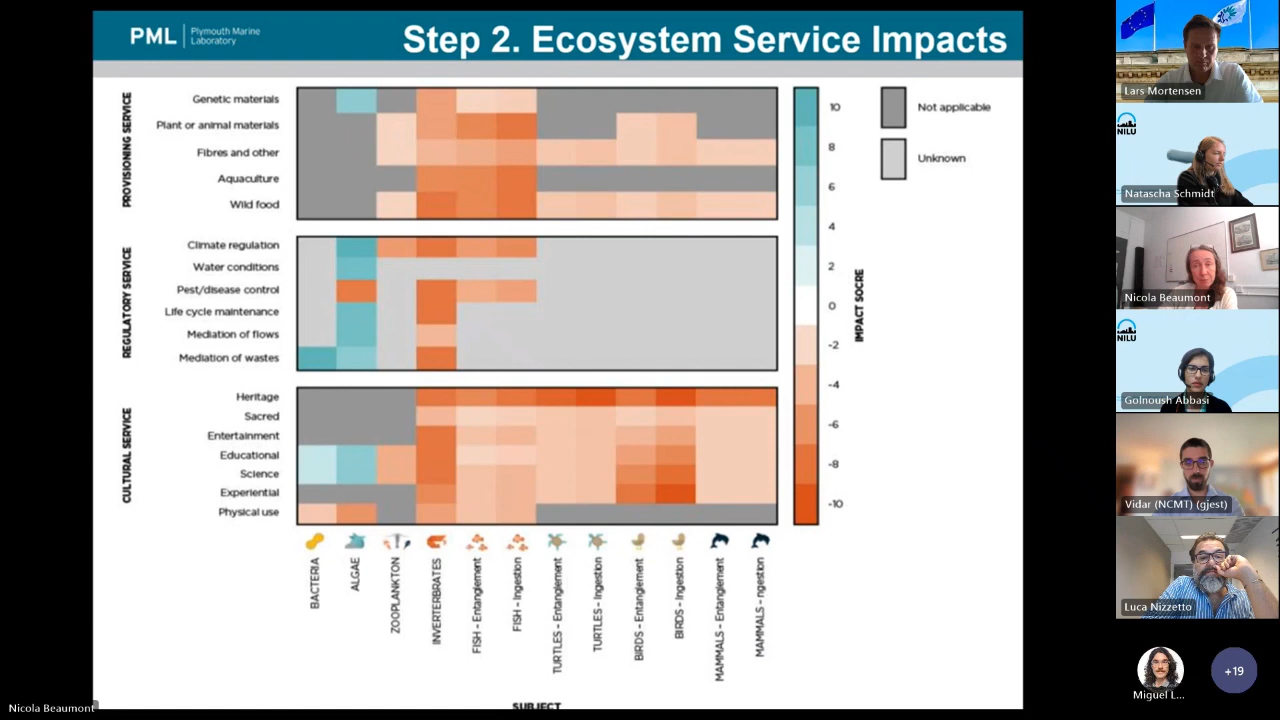 PML | Plymouth Marine
Laboratory
Step 2. Ecosystem Service Impacts
PROVISIONING SERVICE
Genetic materials
Plant or animal materials
Fibres and other
Aquaculture
Wild food
REGULATORY SERVICE
Climate regulation
Water conditions
Pest/disease control
Life cycle maintenance
Mediation of flows
Mediation of wastes
CULTURAL SERVICE
Heritage
Sacred
Entertainment
Educational
Science
Experiential
Physical use
BACTERIA
ALGAE
ZOOPLANKTON
INVERTERBRATES
FISH - Entanglement
FISH - Ingestion
TURTLES - Entanglement
TURTLES - Ingestion
BIRDS - Entanglement
BIRDS - Ingestion
MAMMALS - Entanglement
MAMMALS - ngestion
SUBJECT
10
8
6
4
2
0
-2
-4
-6
-8
-10
IMPACT SOCRE
Not applicable
Unknown
Lars Mortensen
NILU
Natascha Schmidt
Nicola Beaumont
NILU
Golnoush Abbasi
Vidar (NCMT) (gjest)
Luca Nizzetto
Miguel L...
+19
Nicola Beaumont